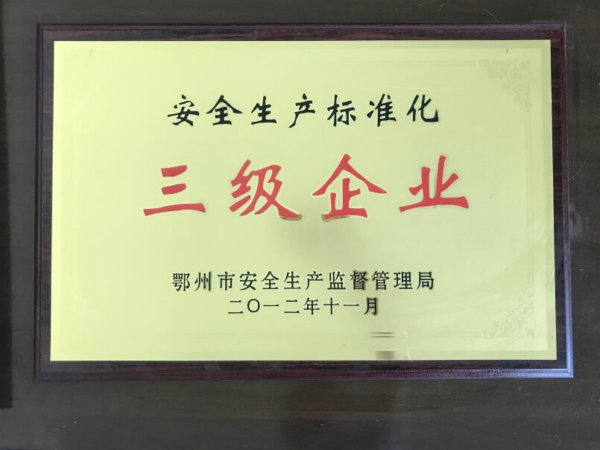 安全生产标准化
三级企业
鄂州市安全生产监督管理局
二〇一二年十一月